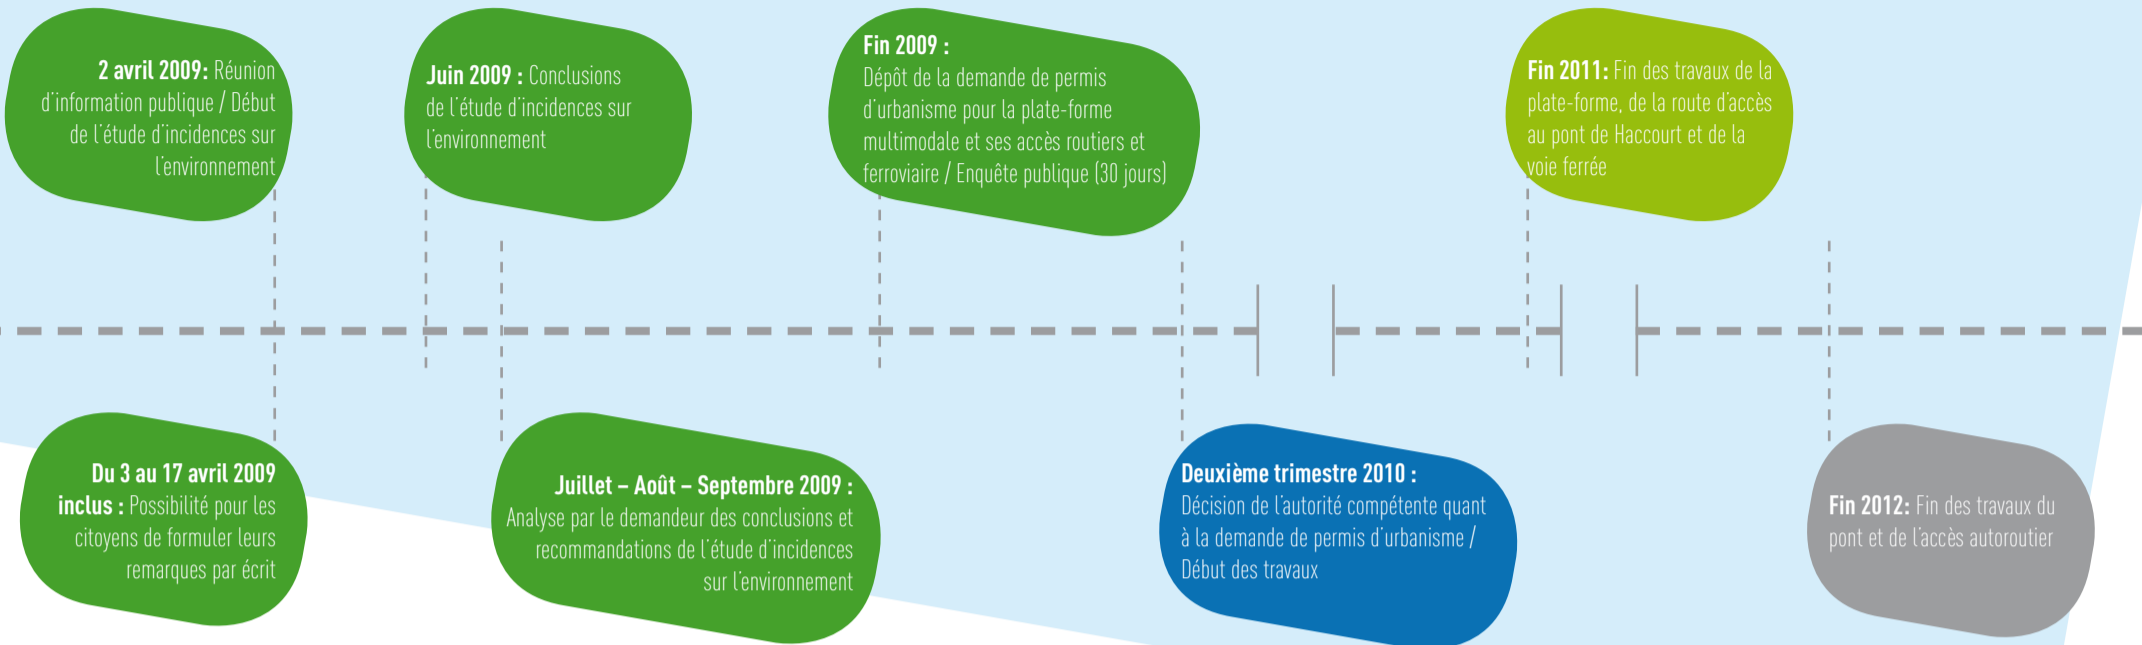 2 avril 2009: Réunion
d'information publique / Début
de l'étude d'incidences sur
l'environnement
Du 3 au 17 avril 2009
inclus : Possibilité pour les
citoyens de formuler leurs
remarques par écrit
Juin 2009 : Conclusions
de l'étude d'incidences sur
l'environnement
Juillet – Août – Septembre 2009 :
Analyse par le demandeur des conclusions et
recommandations de l'étude d'incidences
sur l'environnement
Fin 2009 :
Dépôt de la demande de permis
d'urbanisme pour la plate-forme
multimodale et ses accès routiers et
ferroviaire / Enquête publique (30 jours)
Deuxième trimestre 2010 :
Décision de l'autorité compétente quant
à la demande de permis d'urbanisme /
Début des travaux
Fin 2011: Fin des travaux de la
plate-forme, de la route d'accès
au pont de Haccourt et de la
voie ferrée
Fin 2012: Fin des travaux du
pont et de l'accès autoroutier